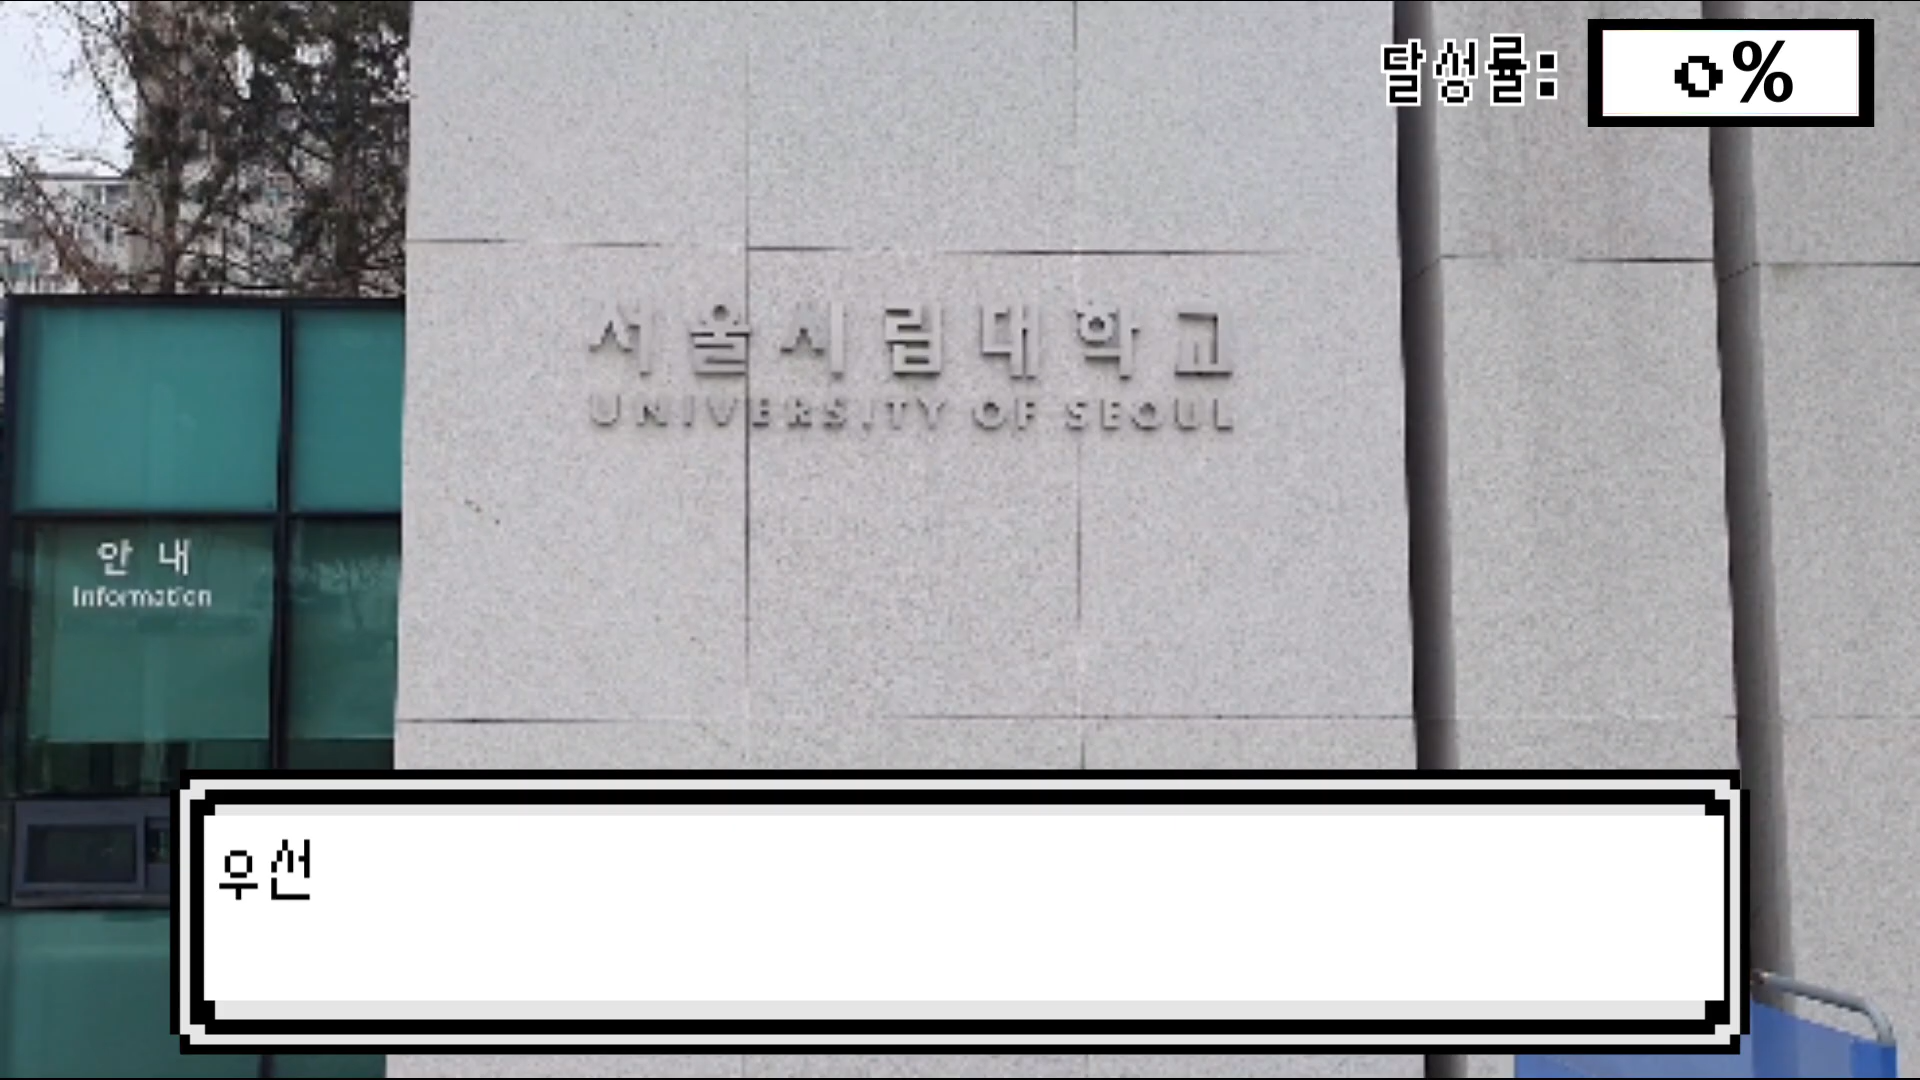 달성률: 0%
서울시립대학교
UNIVERSITY OF SEOUL
안 내
Information
우선